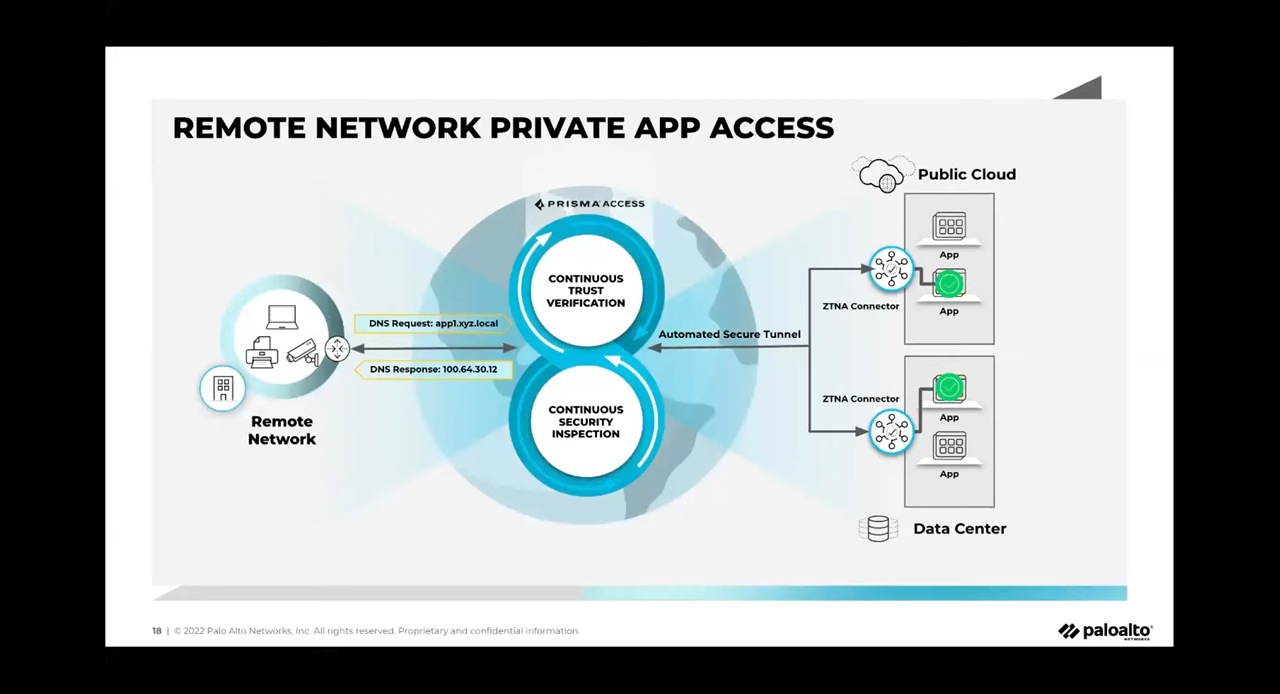 REMOTE NETWORK PRIVATE APP ACCESS
Public Cloud
PRISMA ACCESS
App
CONTINUOUS
TRUST
VERIFICATION
ZTNA Connector
App
DNS Request: app1.xyz.local
Automated Secure Tunnel
DNS Response: 100.64.30.12
Remote
Network
CONTINUOUS
SECURITY
INSPECTION
ZTNA Connector
App
App
Data Center
18 | © 2022 Palo Alto Networks, Inc. All rights reserved. Proprietary and confidential information.
paloalto
NETWORKS